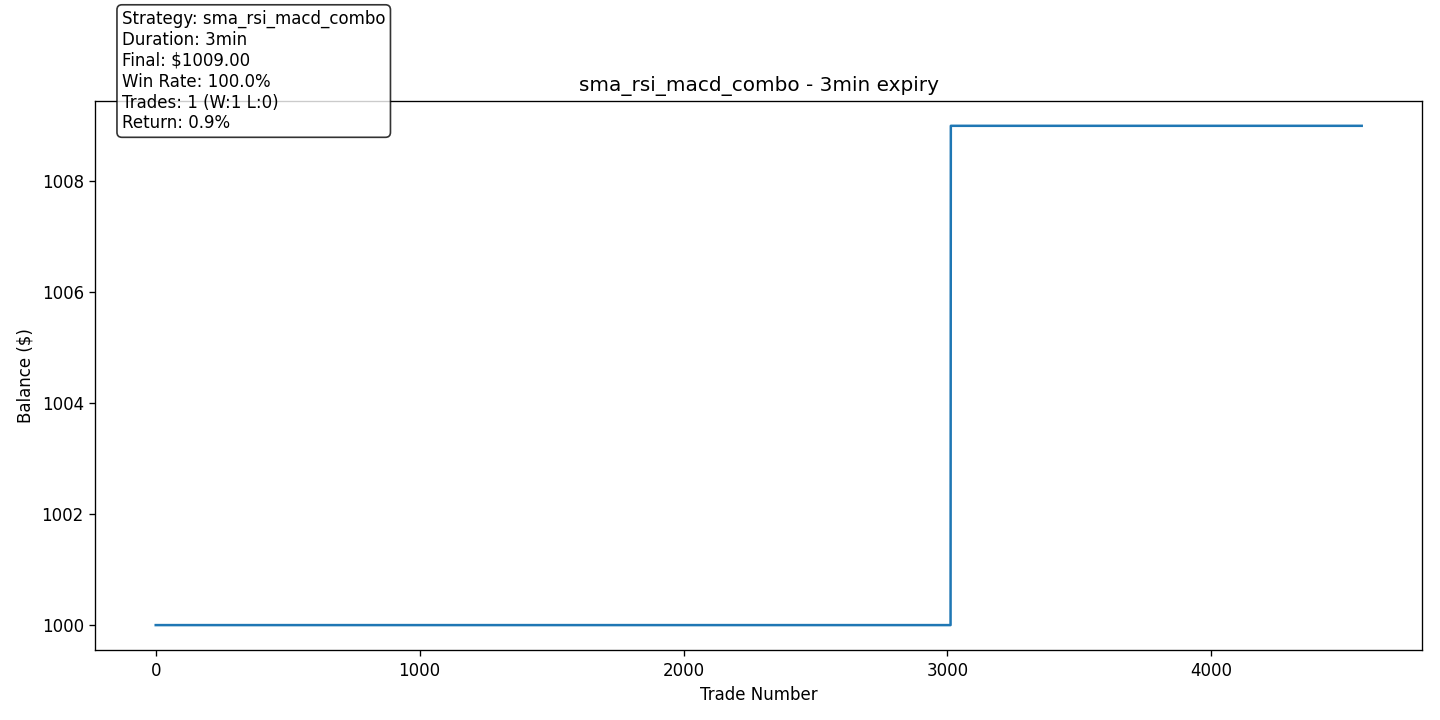 Strategy: sma_rsi_macd_combo
Duration: 3min
Final: $1009.00
Win Rate: 100.0%
Trades: 1 (W:1 L:0)
Return: 0.9%
sma_rsi_macd_combo - 3min expiry
1008
1006
1004
1002
1000
Balance ($)
0 1000 2000 3000 4000
Trade Number